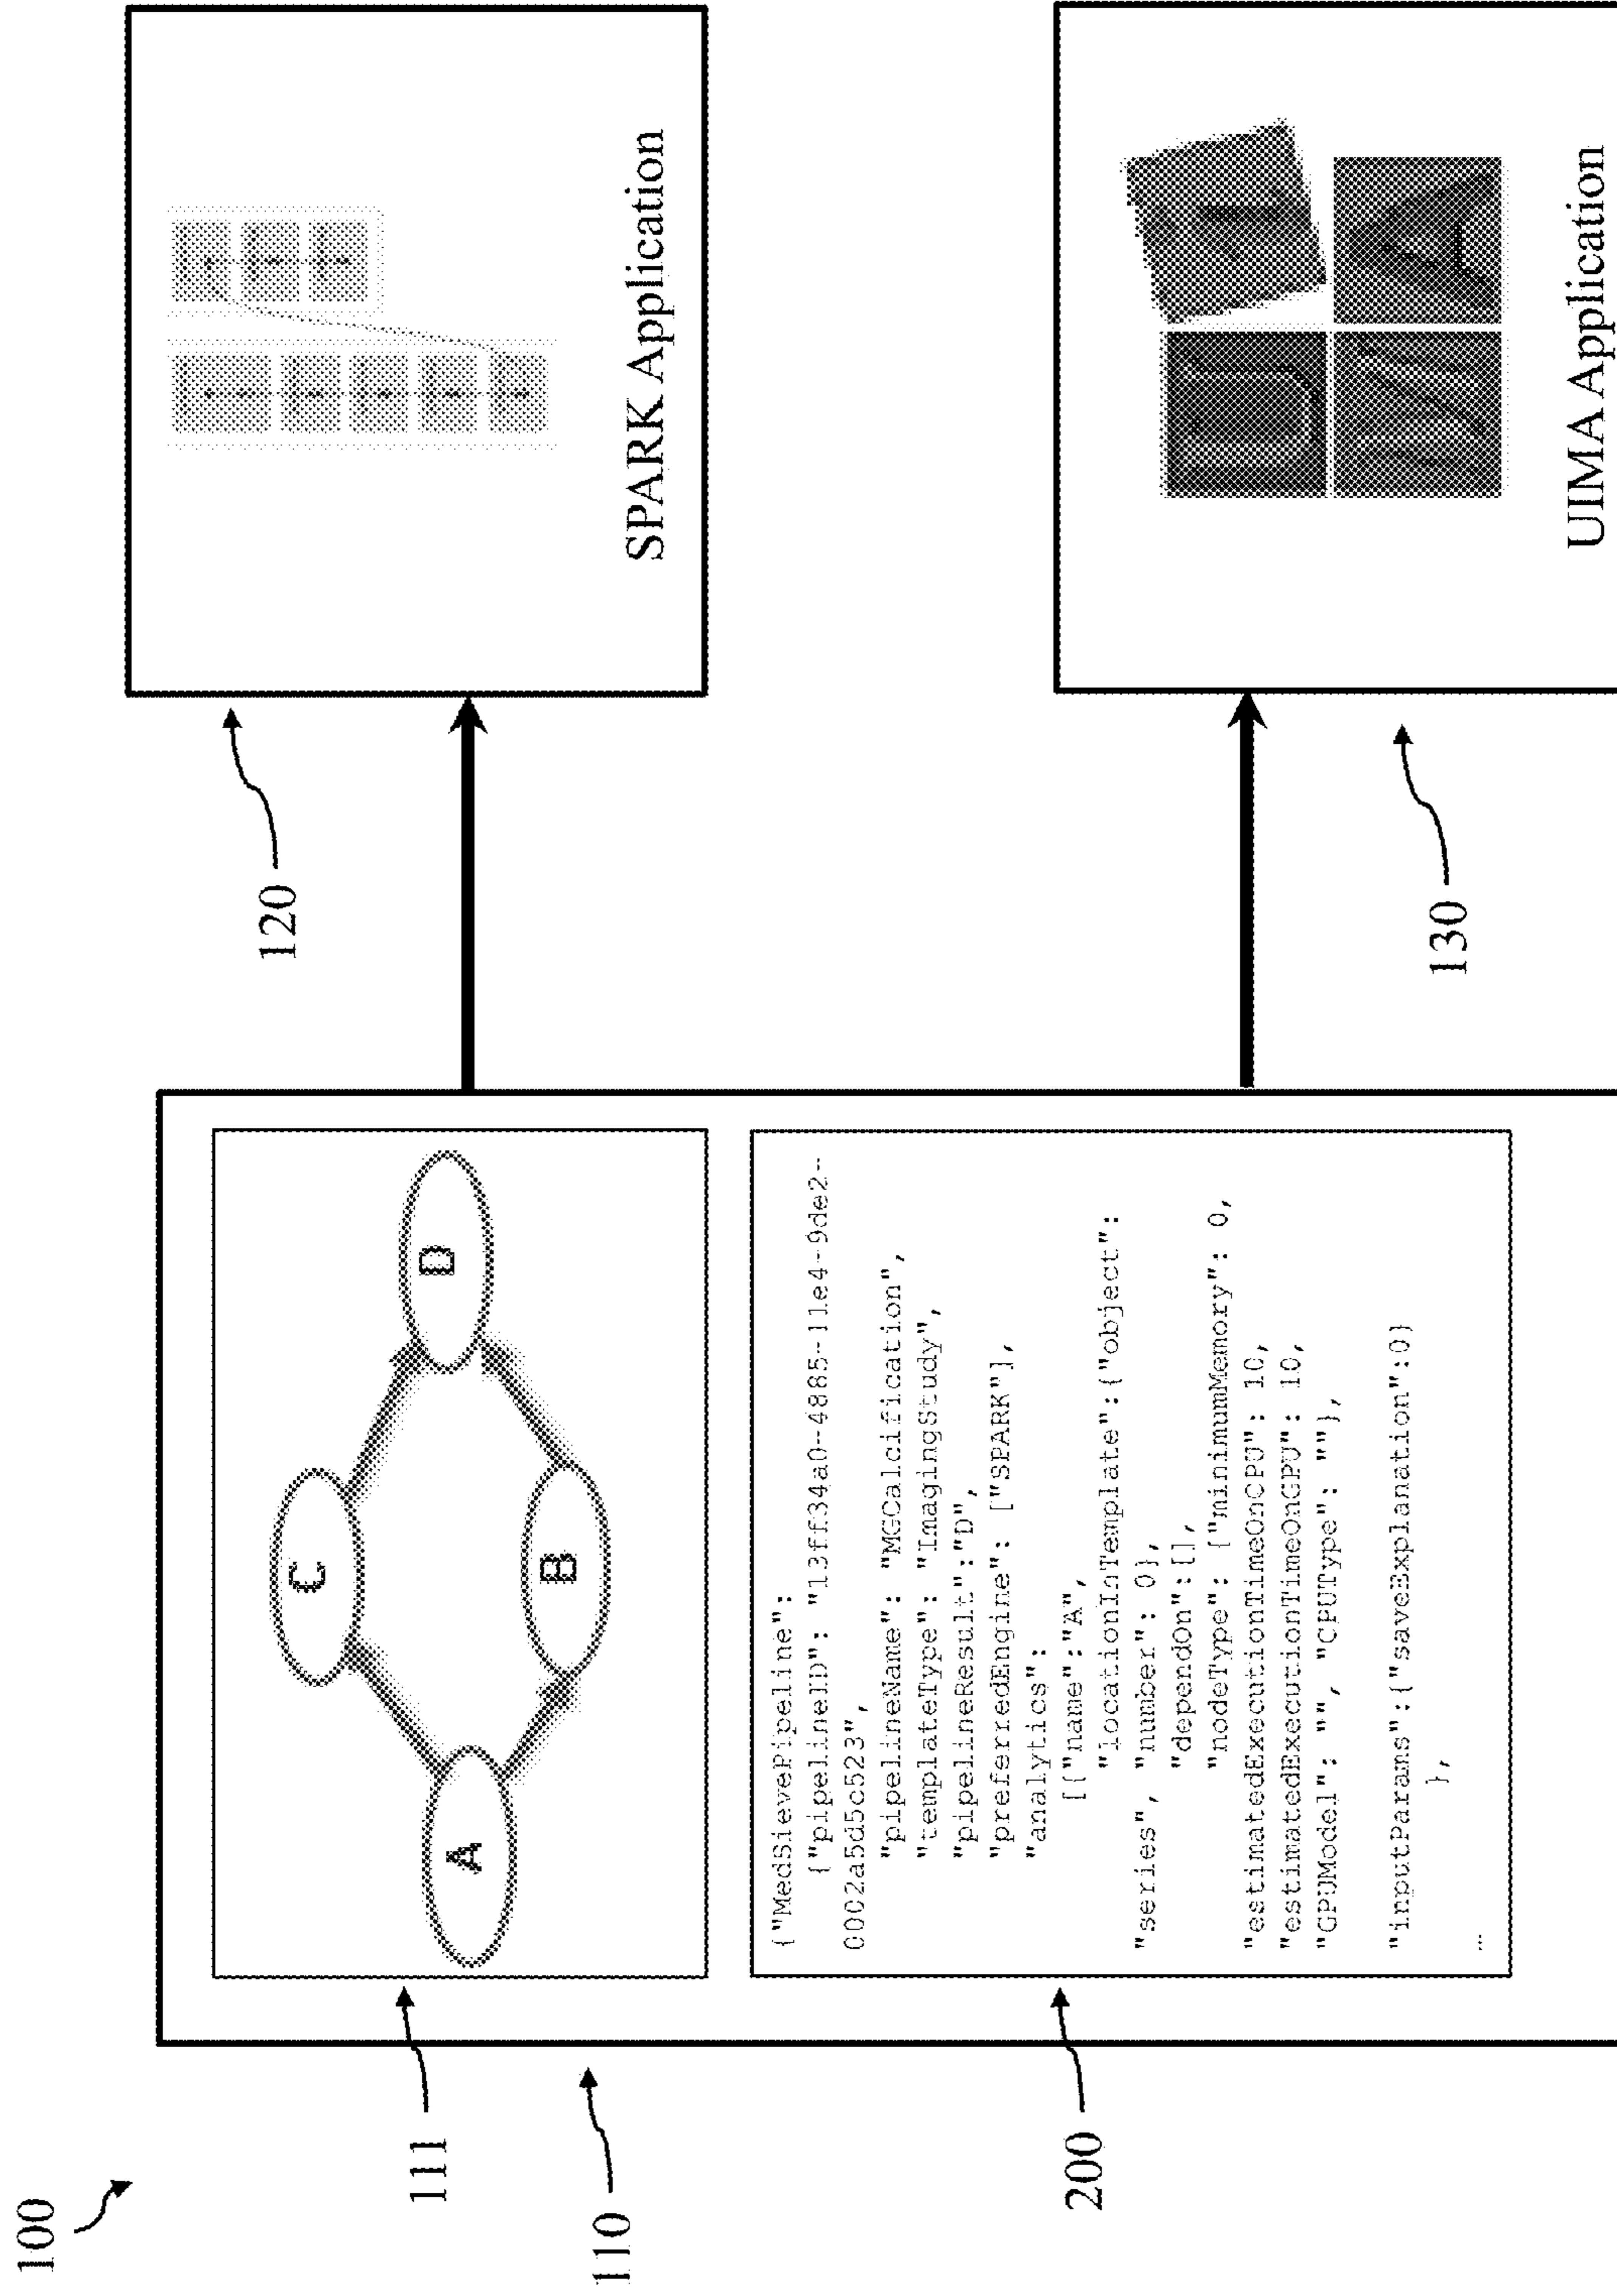 100
111
110
200
C
A
D
B
{"MedSievePipeline":
{"pipelineID": "13ff34a0-4885-11e4-9de2-
0002a5d5c523",
"pipelineName": "MGCalcification",
"templateType": "ImagingStudy",
"pipelineResult":"D",
"preferredEngine": ["SPARK"],
"analytics":
[{"name":"A",
"locationInTemplate":{"object":
"series", "number": 0},
"dependOn":[],
"nodeType": {"minimumMemory": 0,
"estimatedExecutionTimeOnCPU": 10,
"estimatedExecutionTimeOnGPU": 10,
"GPUModel": "", "CPUType": ""},
"inputParams":{"saveExplanation":0}
},
...
120
SPARK Application
130
U I
M A
UIMA Application